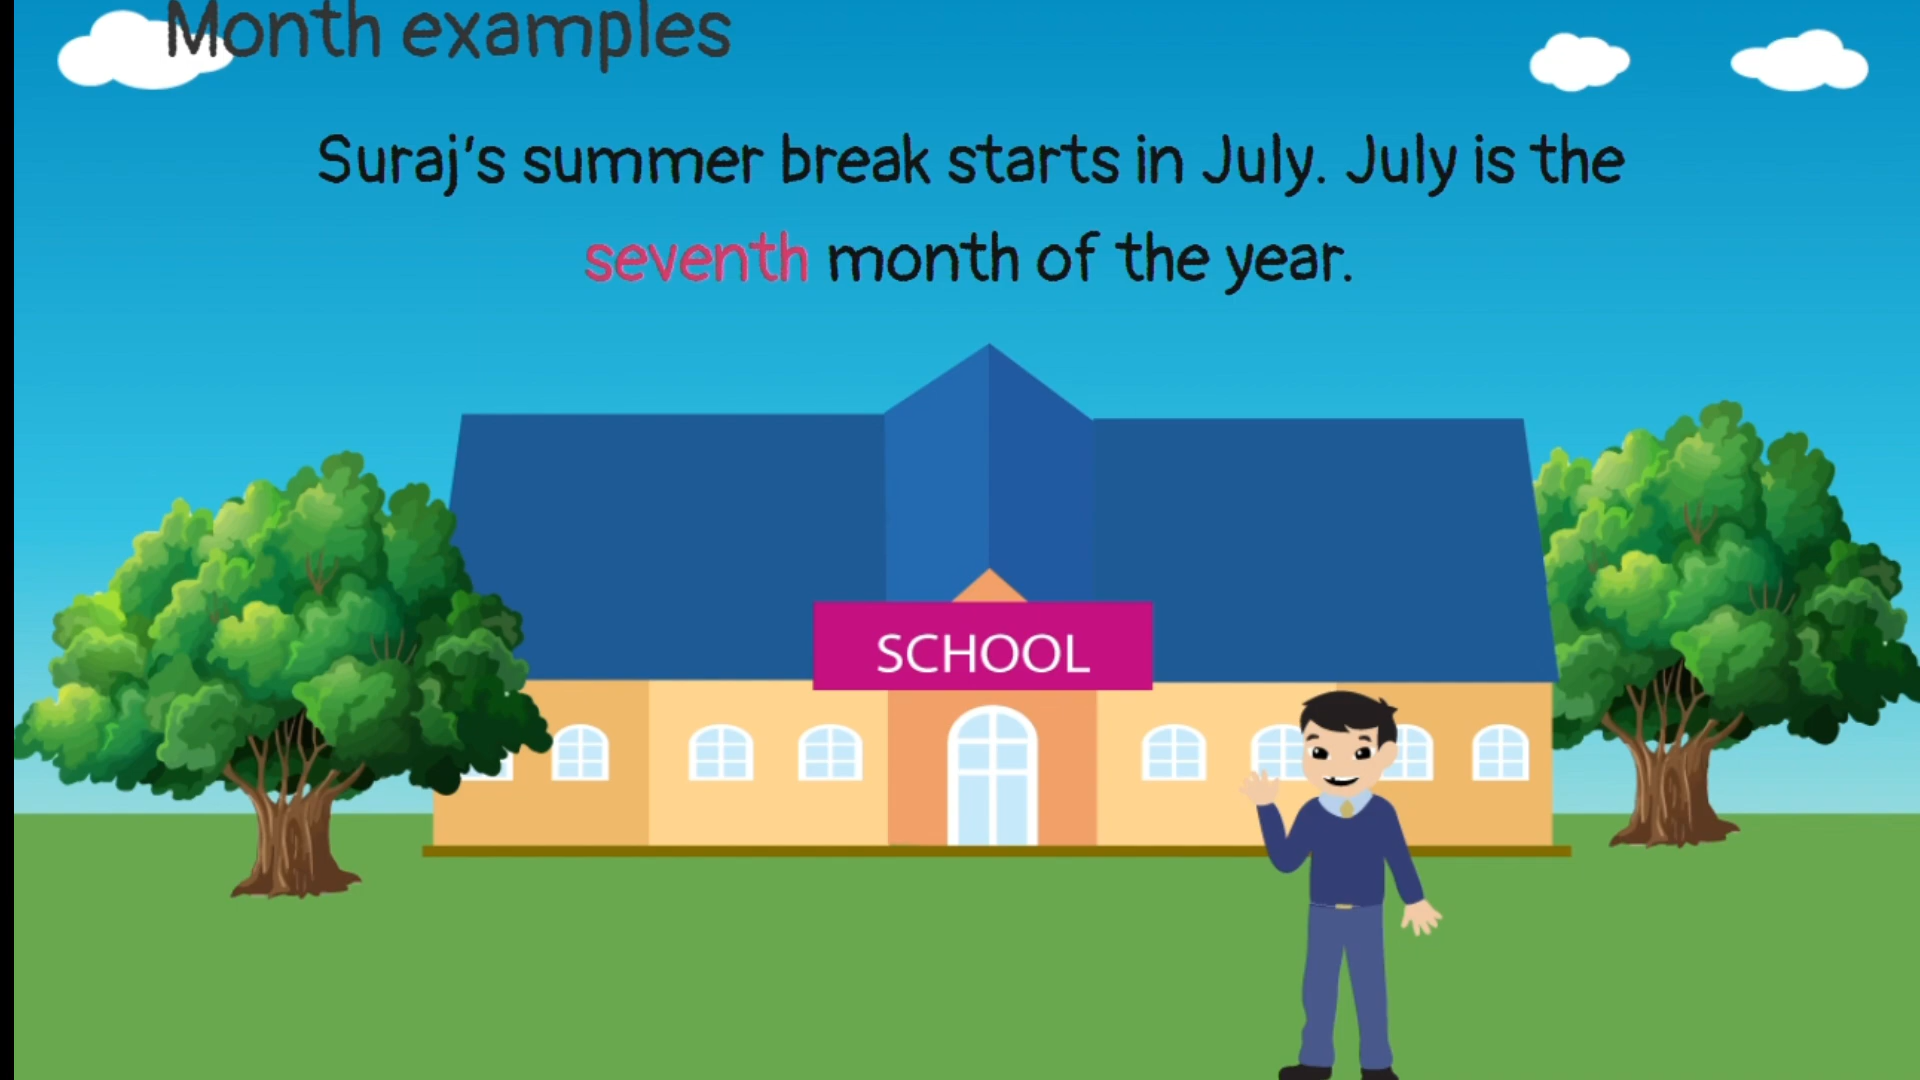 Month examples
Suraj's summer break starts in July. July is the
seventh month of the year.
SCHOOL